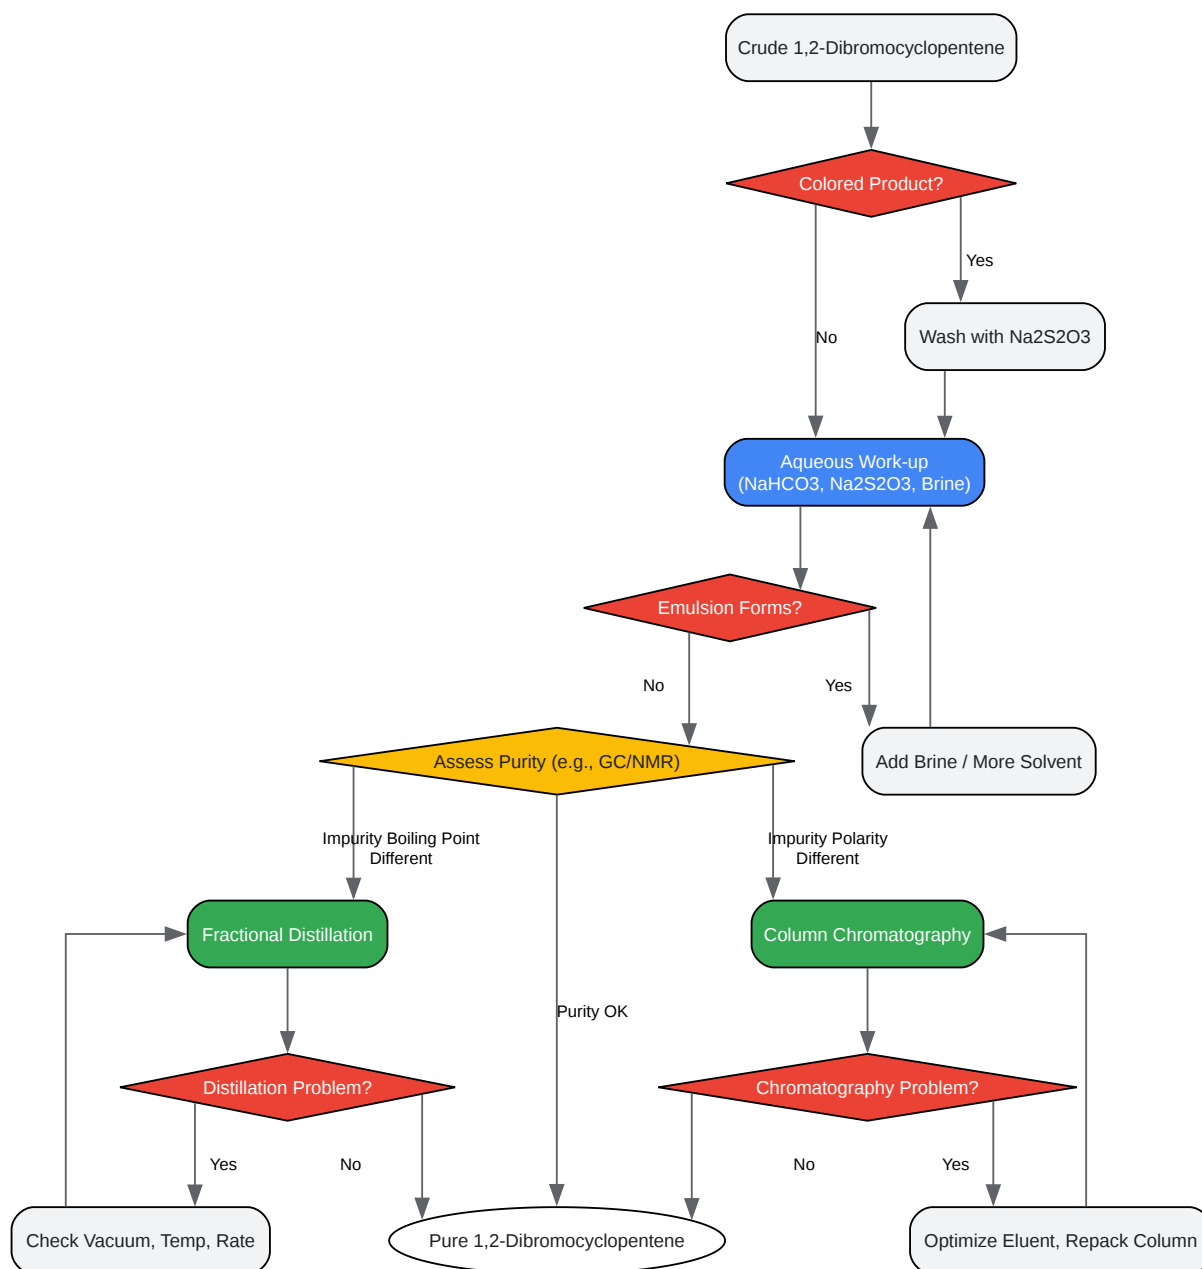 Crude 1,2-Dibromocyclopentene
Colored Product?
Yes
No
Wash with Na2S2O3
Aqueous Work-up
(NaHCO3, Na2S2O3, Brine)
Emulsion Forms?
No
Yes
Assess Purity (e.g., GC/NMR)
Add Brine / More Solvent
Impurity Boiling Point
Different
Impurity Polarity
Different
Fractional Distillation
Column Chromatography
Purity OK
Distillation Problem?
Chromatography Problem?
Yes
No
No
Yes
Check Vacuum, Temp, Rate
Pure 1,2-Dibromocyclopentene
Optimize Eluent, Repack Column